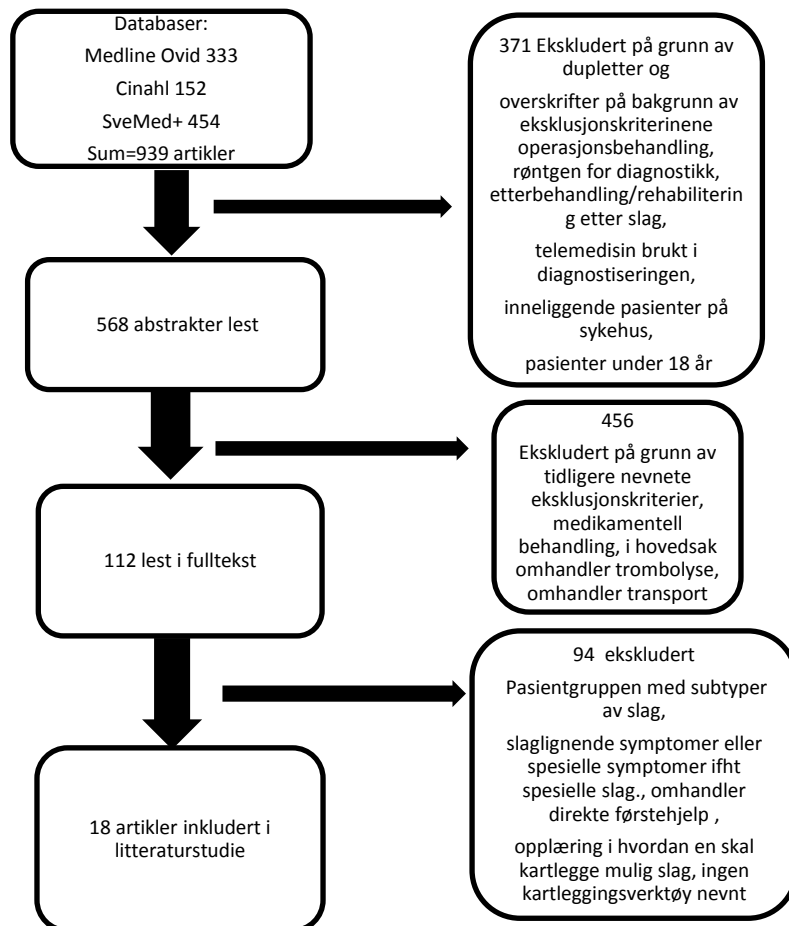 Databaser:
Medline Ovid 333
Cinahl 152
SveMed+ 454
Sum=939 artikler
371 Ekskludert på grunn av
dupletter og
overskrifter på bakgrunn av
eksklusjonskriterinene
operasjonsbehandling,
røntgen for diagnostikk,
etterbehandling/rehabiliterin
g etter slag,
telemedisin brukt i
diagnostiseringen,
inneliggende pasienter på
sykehus,
pasienter under 18 år
568 abstrakter lest
456
Ekskludert på grunn av
tidligere nevnete
eksklusjonskriterier,
medikamentell
behandling, i hovedsak
omhandler trombolyse,
omhandler transport
112 lest i fulltekst
94 ekskludert
Pasientgruppen med subtyper
av slag,
slaglignende symptomer eller
spesielle symptomer ifht
spesielle slag., omhandler
direkte førstehjelp ,
opplæring i hvordan en skal
kartlegge mulig slag, ingen
kartleggingsverktøy nevnt
18 artikler inkludert i
litteraturstudie